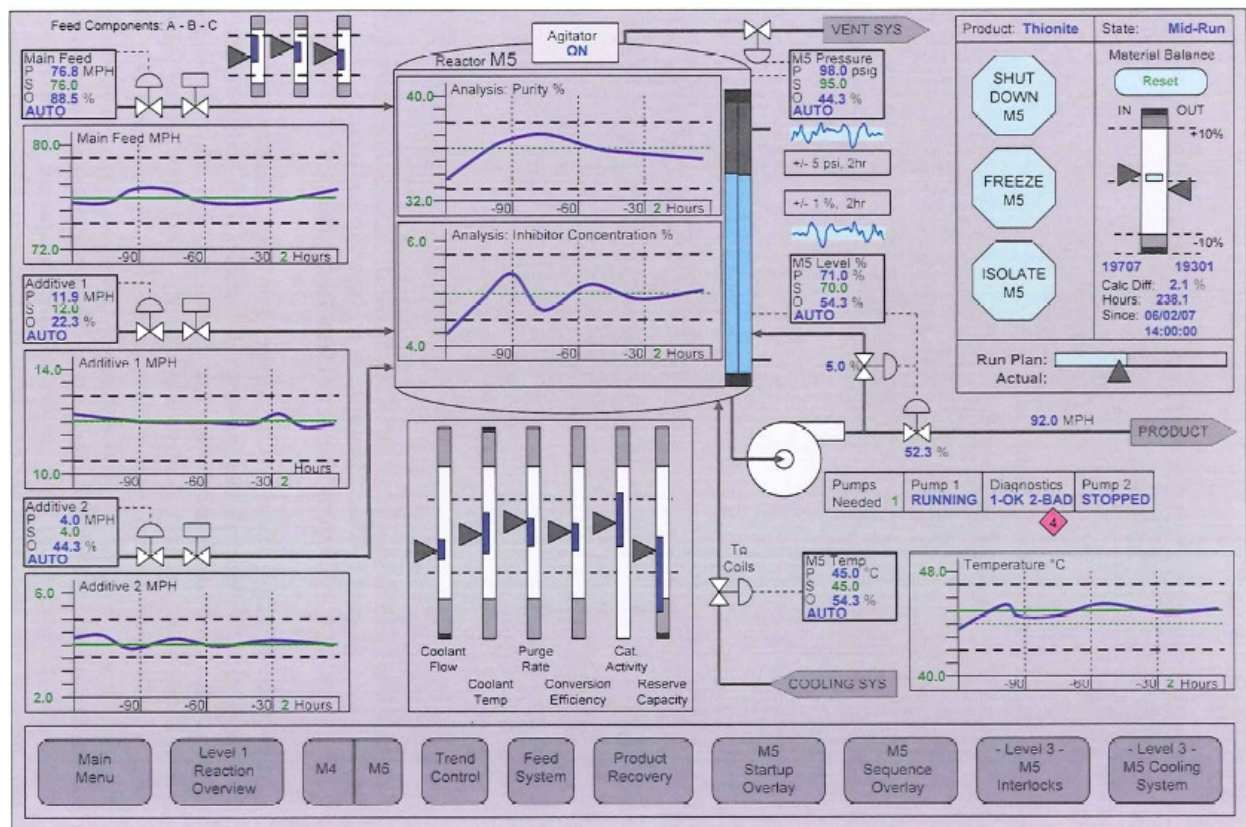 Feed Components: A - B - C
Main Feed
P 76.8 MPH
S 76.0
O 88.5 %
AUTO
Main Feed MPH
80.0
72.0
-90
-60
-30
2 Hours
Additive 1
P 11.9 MPH
S 12.0
O 22.3 %
AUTO
Additive 1 MPH
14.0
10.0
-90
-60
-30
2
Hours
Additive 2
P 4.0 MPH
S 4.0
O 44.3 %
AUTO
Additive 2 MPH
6.0
2.0
-90
-60
-30
2 Hours
Reactor M5
Agitator
ON
Analysis: Purity %
40.0
32.0
-90
-60
-30
2 Hours
Analysis: Inhibitor Concentration %
6.0
4.0
-90
-60
-30
2 Hours
Coolant
Flow
Coolant
Temp
Purge
Rate
Conversion
Efficiency
Cat.
Activity
Reserve
Capacity
VENT SYS
M5 Pressure
P 98.0 psig
S 95.0
O 44.3 %
AUTO
+/- 5 psi, 2hr
+/- 1 %, 2hr
M5 Level %
P 71.0 %
S 70.0
O 54.3 %
AUTO
5.0 %
52.3 %
92.0 MPH
PRODUCT
Pumps
Needed 1
Pump 1
RUNNING
Diagnostics
1-OK 2-BAD
Pump 2
STOPPED
4
To
Coils
M5 Temp
P 45.0 °C
S 45.0
O 54.3 %
AUTO
COOLING SYS
Temperature °C
48.0
40.0
-90
-60
-30
2 Hours
Product: Thionite
State: Mid-Run
SHUT
DOWN
M5
FREEZE
M5
ISOLATE
M5
Material Balance
Reset
IN OUT
+10%
-10%
19707 19301
Calc Diff: 2.1 %
Hours: 238.1
Since: 06/02/07
14:00:00
Run Plan:
Actual:
Main
Menu
Level 1
Reaction
Overview
M4
M6
Trend
Control
Feed
System
Product
Recovery
M5
Startup
Overlay
M5
Sequence
Overlay
- Level 3 -
M5
Interlocks
- Level 3 -
M5 Cooling
System